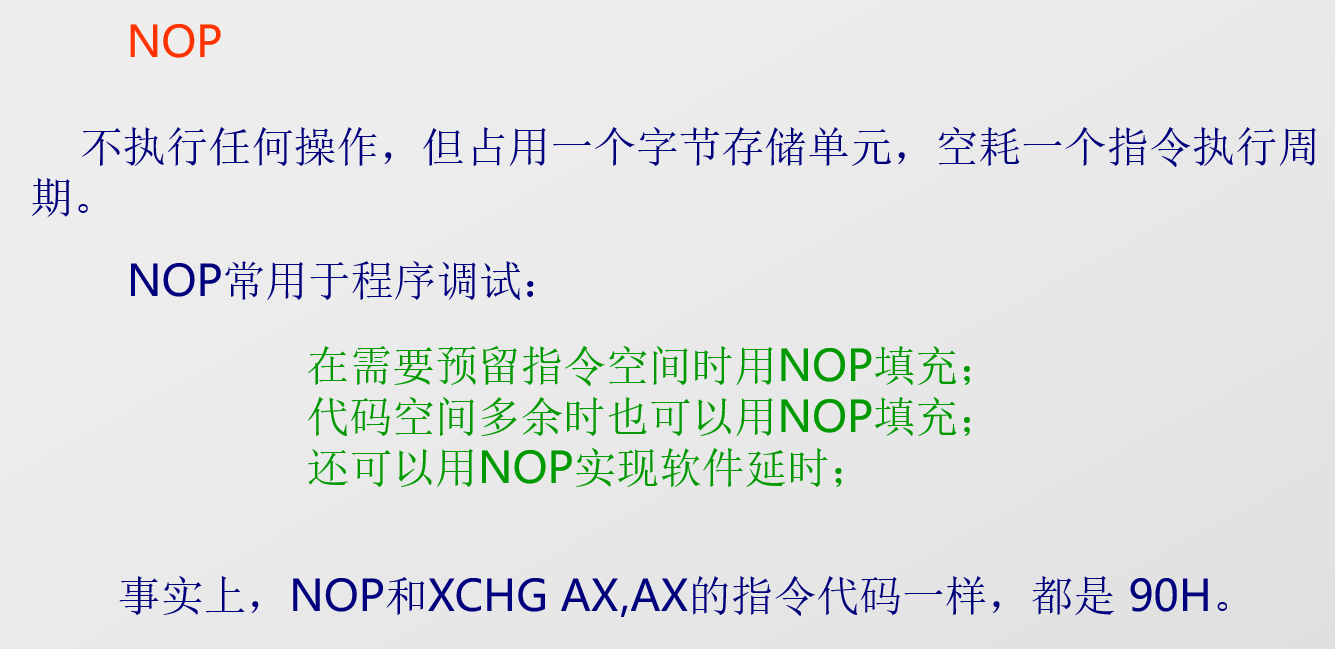 NOP
不执行任何操作，但占用一个字节存储单元，空耗一个指令执行周
期。
NOP常用于程序调试：
在需要预留指令空间时用NOP填充；
代码空间多余时也可以用NOP填充；
还可以用NOP实现软件延时；
事实上，NOP和XCHG AX,AX的指令代码一样，都是 90H。